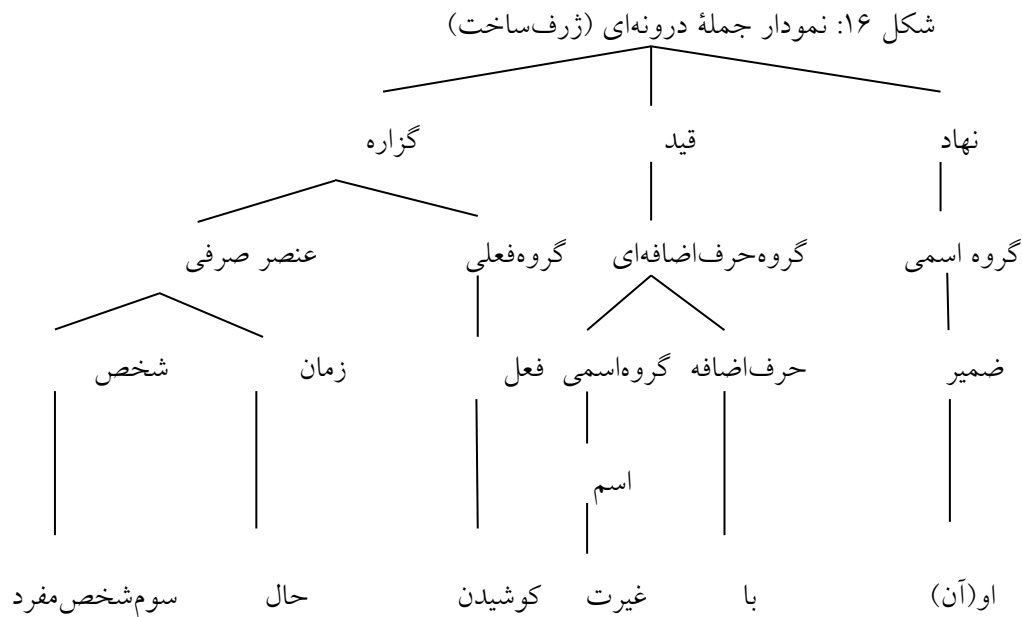 شکل ۱۶: نمودار جملهٔ درونه‌ای (ژرف‌ساخت)
نهاد قید گزاره
گروه اسمی گروه‌حرف‌اضافه‌ای گروه‌فعلی عنصر صرفی
ضمیر حرف‌اضافه گروه‌اسمی فعل زمان شخص
اسم
او(آن) با غیرت کوشیدن حال سوم‌شخص‌مفرد